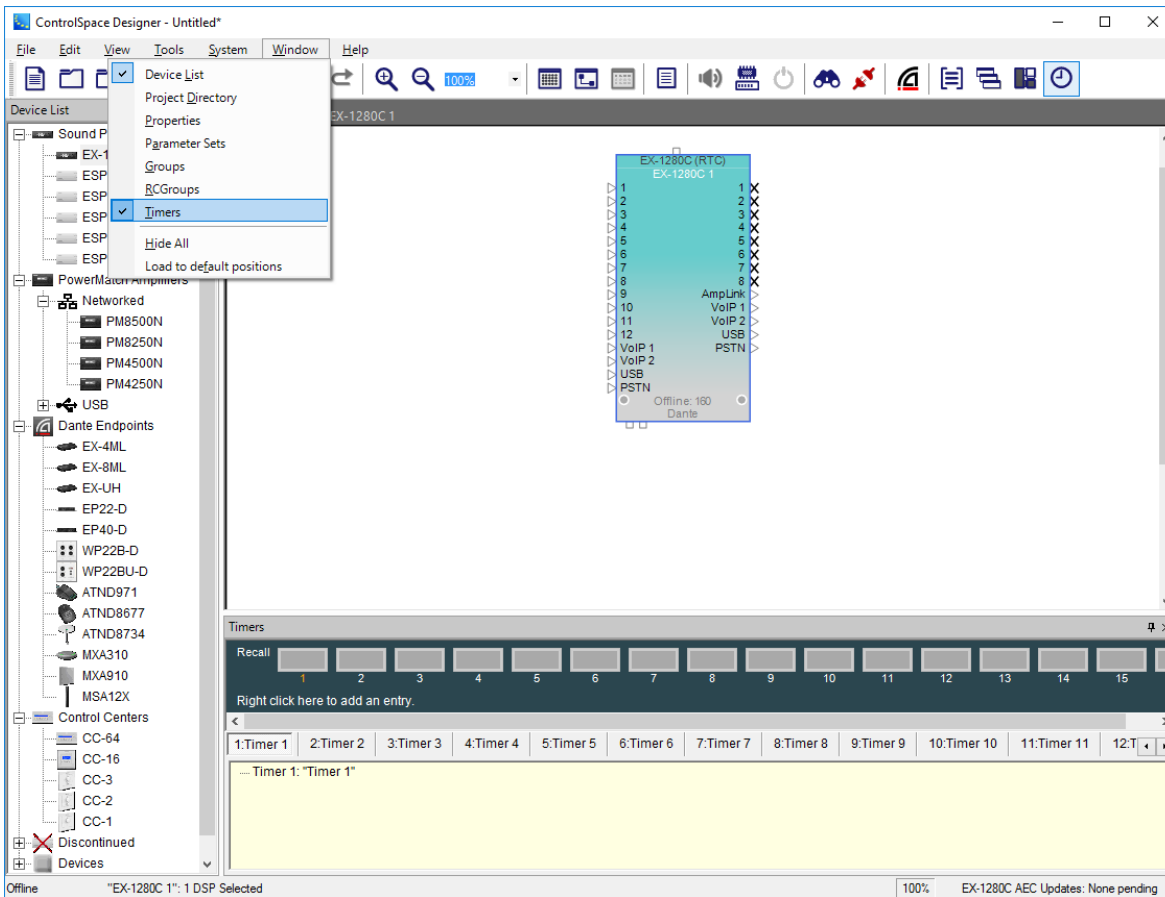 ControlSpace Designer - Untitled*
File Edit View Tools System Window Help
100%
Device List
Project Directory
Properties
Parameter Sets
Groups
RCGroups
Timers
Hide All
Load to default positions
Device List
EX-1280C 1
Sound P
EX-1
ESP
ESP
ESP
ESP
ESP
PowerMatch Amplifiers
Networked
PM8500N
PM8250N
PM4500N
PM4250N
USB
Dante Endpoints
EX-4ML
EX-8ML
EX-UH
EP22-D
EP40-D
WP22B-D
WP22BU-D
ATND971
ATND8677
ATND8734
MXA310
MXA910
MSA12X
Control Centers
CC-64
CC-16
CC-3
CC-2
CC-1
Discontinued
Devices
EX-1280C (RTC)
EX-1280C 1
1 1
2 2
3 3
4 4
5 5
6 6
7 7
8 8
9 AmpLink
10 VoIP 1
11 VoIP 2
12 USB
VoIP 1 PSTN
VoIP 2
USB
PSTN
Offline: 160
Dante
Timers
Recall
1 2 3 4 5 6 7 8 9 10 11 12 13 14 15
Right click here to add an entry.
1:Timer 1 2:Timer 2 3:Timer 3 4:Timer 4 5:Timer 5 6:Timer 6 7:Timer 7 8:Timer 8 9:Timer 9 10:Timer 10 11:Timer 11 12:T
Timer 1: "Timer 1"
Offline "EX-1280C 1": 1 DSP Selected 100% EX-1280C AEC Updates: None pending